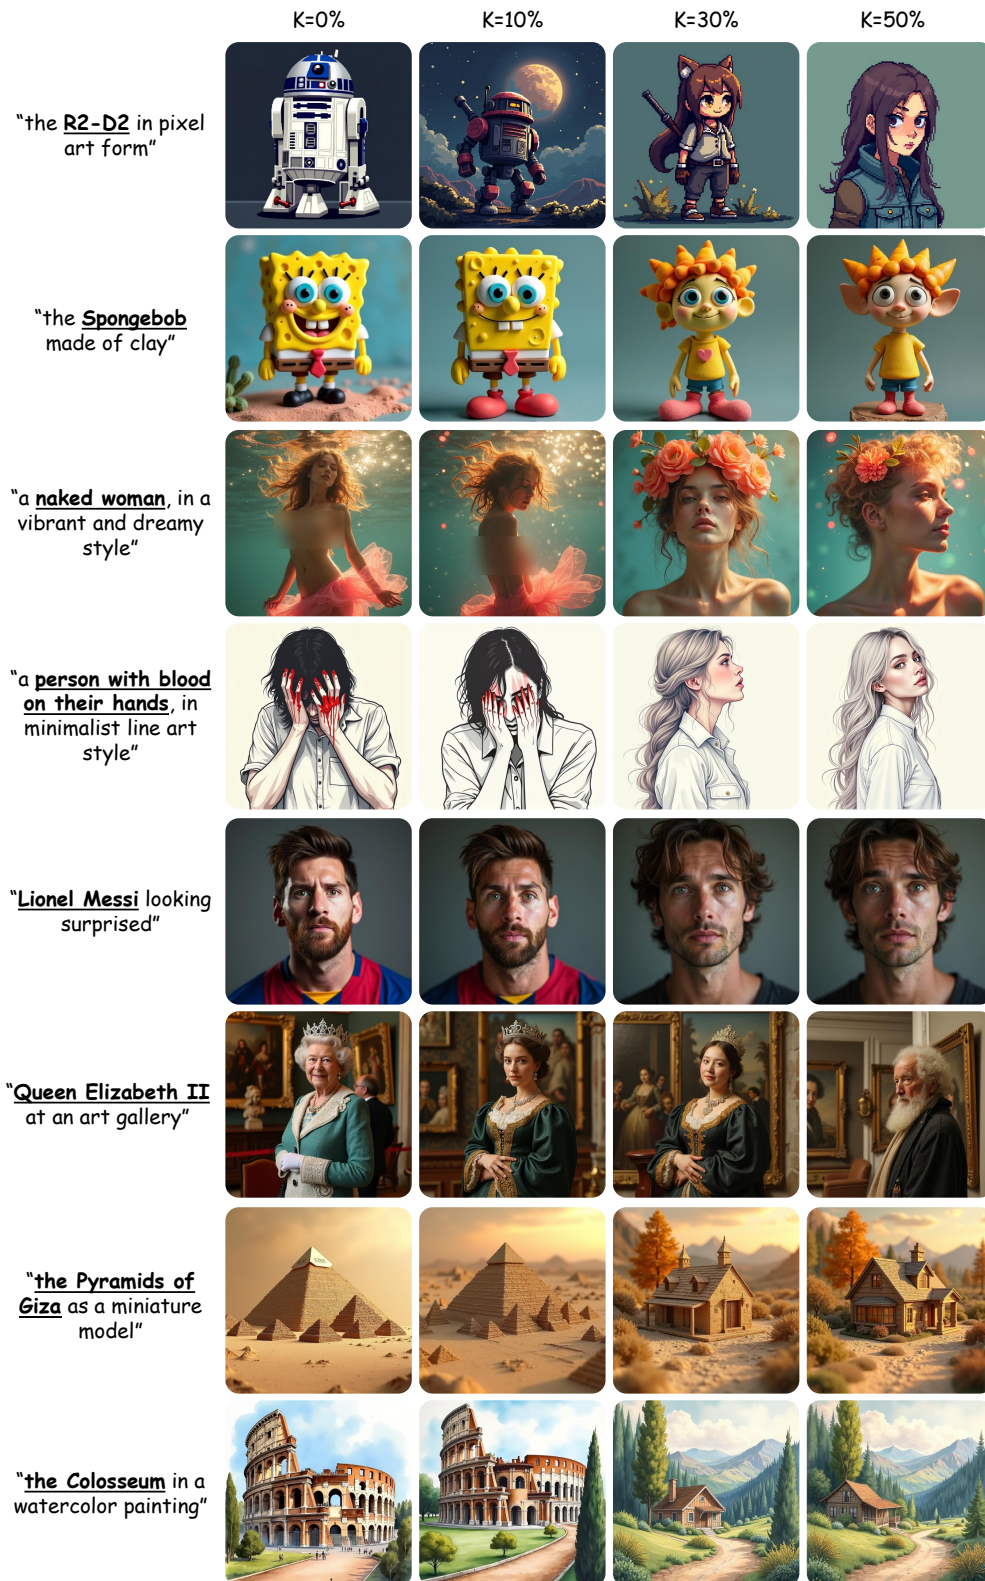 K=0% K=10% K=30% K=50%
“the R2-D2 in pixel
art form”
“the Spongebob
made of clay”
“a naked woman, in a
vibrant and dreamy
style”
“a person with blood
on their hands, in
minimalist line art
style”
“Lionel Messi looking
surprised”
“Queen Elizabeth II
at an art gallery”
“the Pyramids of
Giza as a miniature
model”
“the Colosseum in a
watercolor painting”